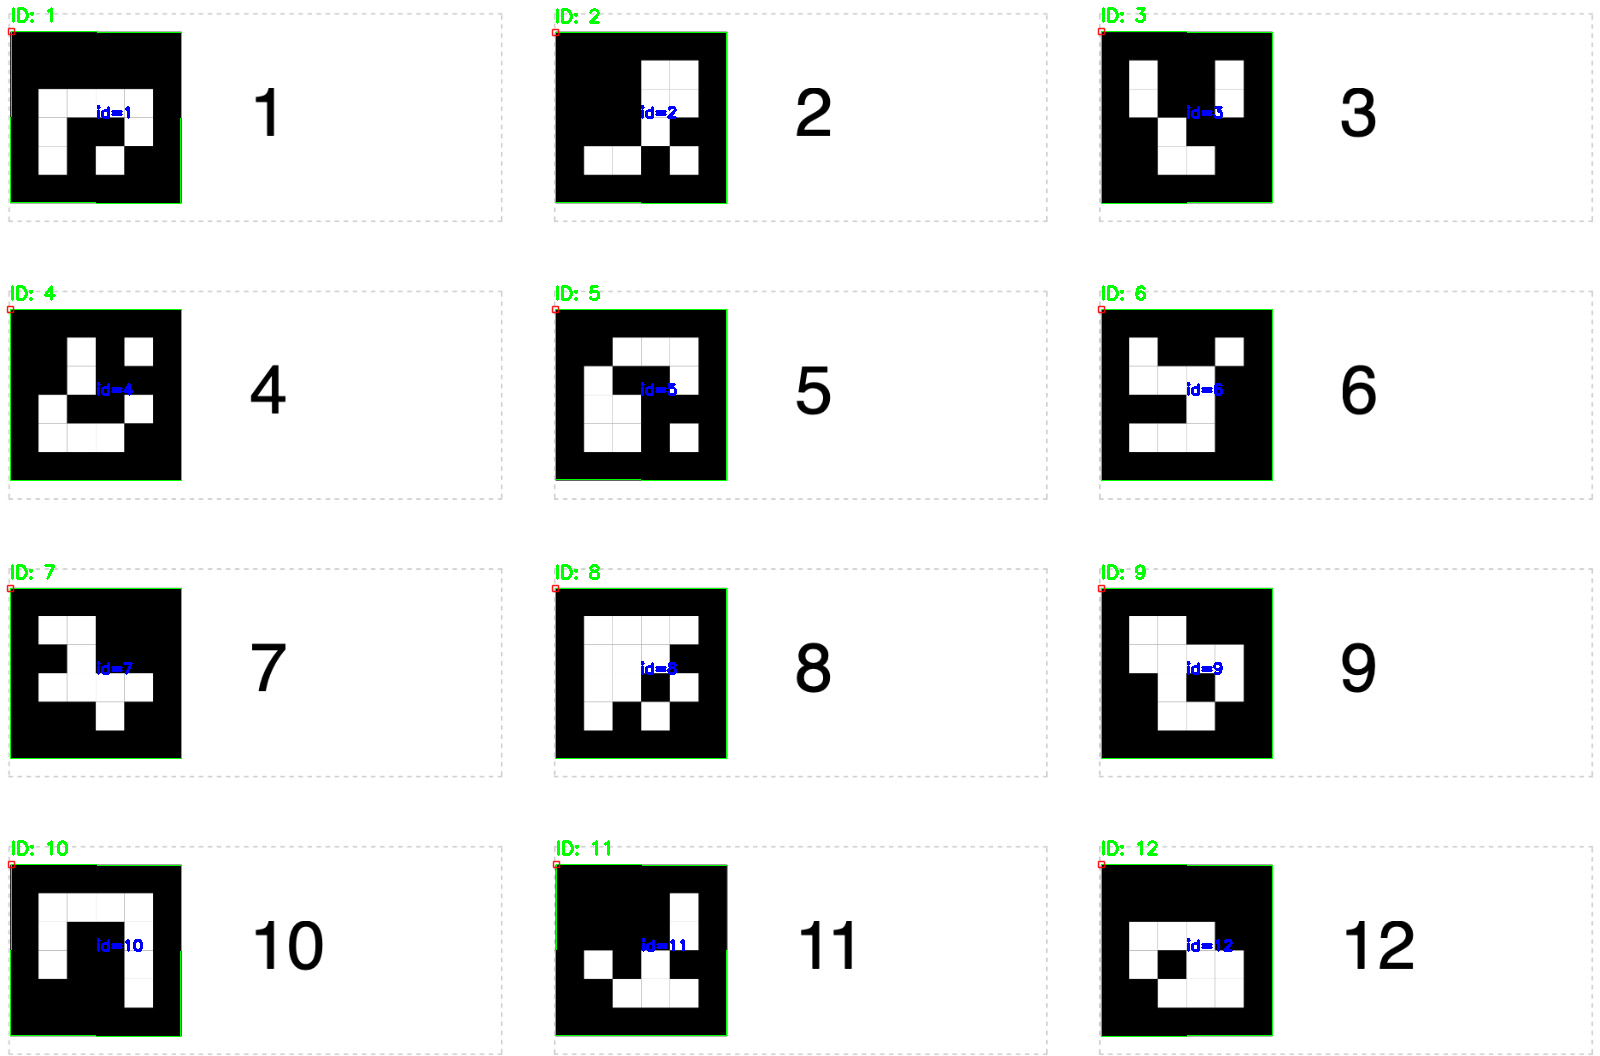 ID: 1
id=1
1
ID: 2
id=2
2
ID: 3
id=3
3
ID: 4
id=4
4
ID: 5
id=5
5
ID: 6
id=6
6
ID: 7
id=7
7
ID: 8
id=8
8
ID: 9
id=9
9
ID: 10
id=10
10
ID: 11
id=11
11
ID: 12
id=12
12